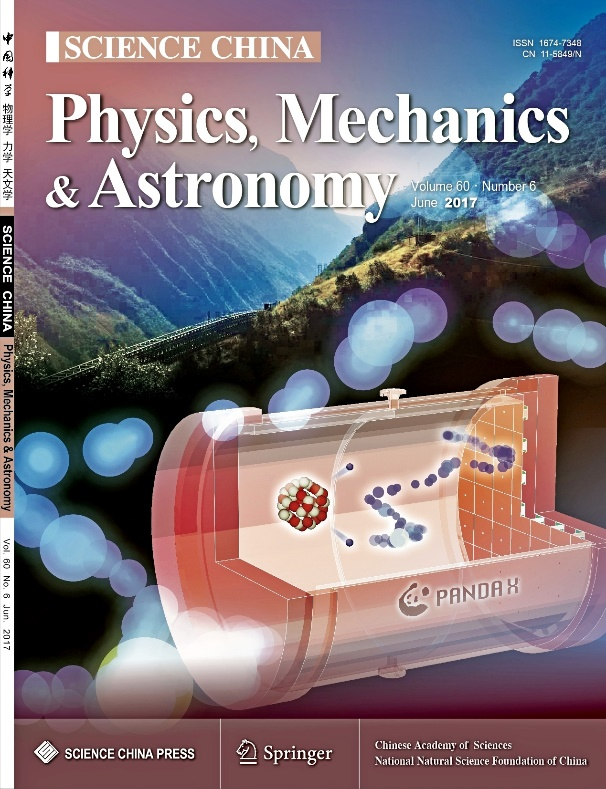 中国科学 物理学 力学 天文学
SCIENCE CHINA
Physics, Mechanics & Astronomy
Vol. 60 No. 6 Jun. 2017
SCIENCE CHINA
ISSN 1674-7348
CN 11-5849/N
Physics, Mechanics
& Astronomy
Volume 60 · Number 6
June 2017
PANDA X
SCIENCE CHINA PRESS
Springer
Chinese Academy of Sciences
National Natural Science Foundation of China